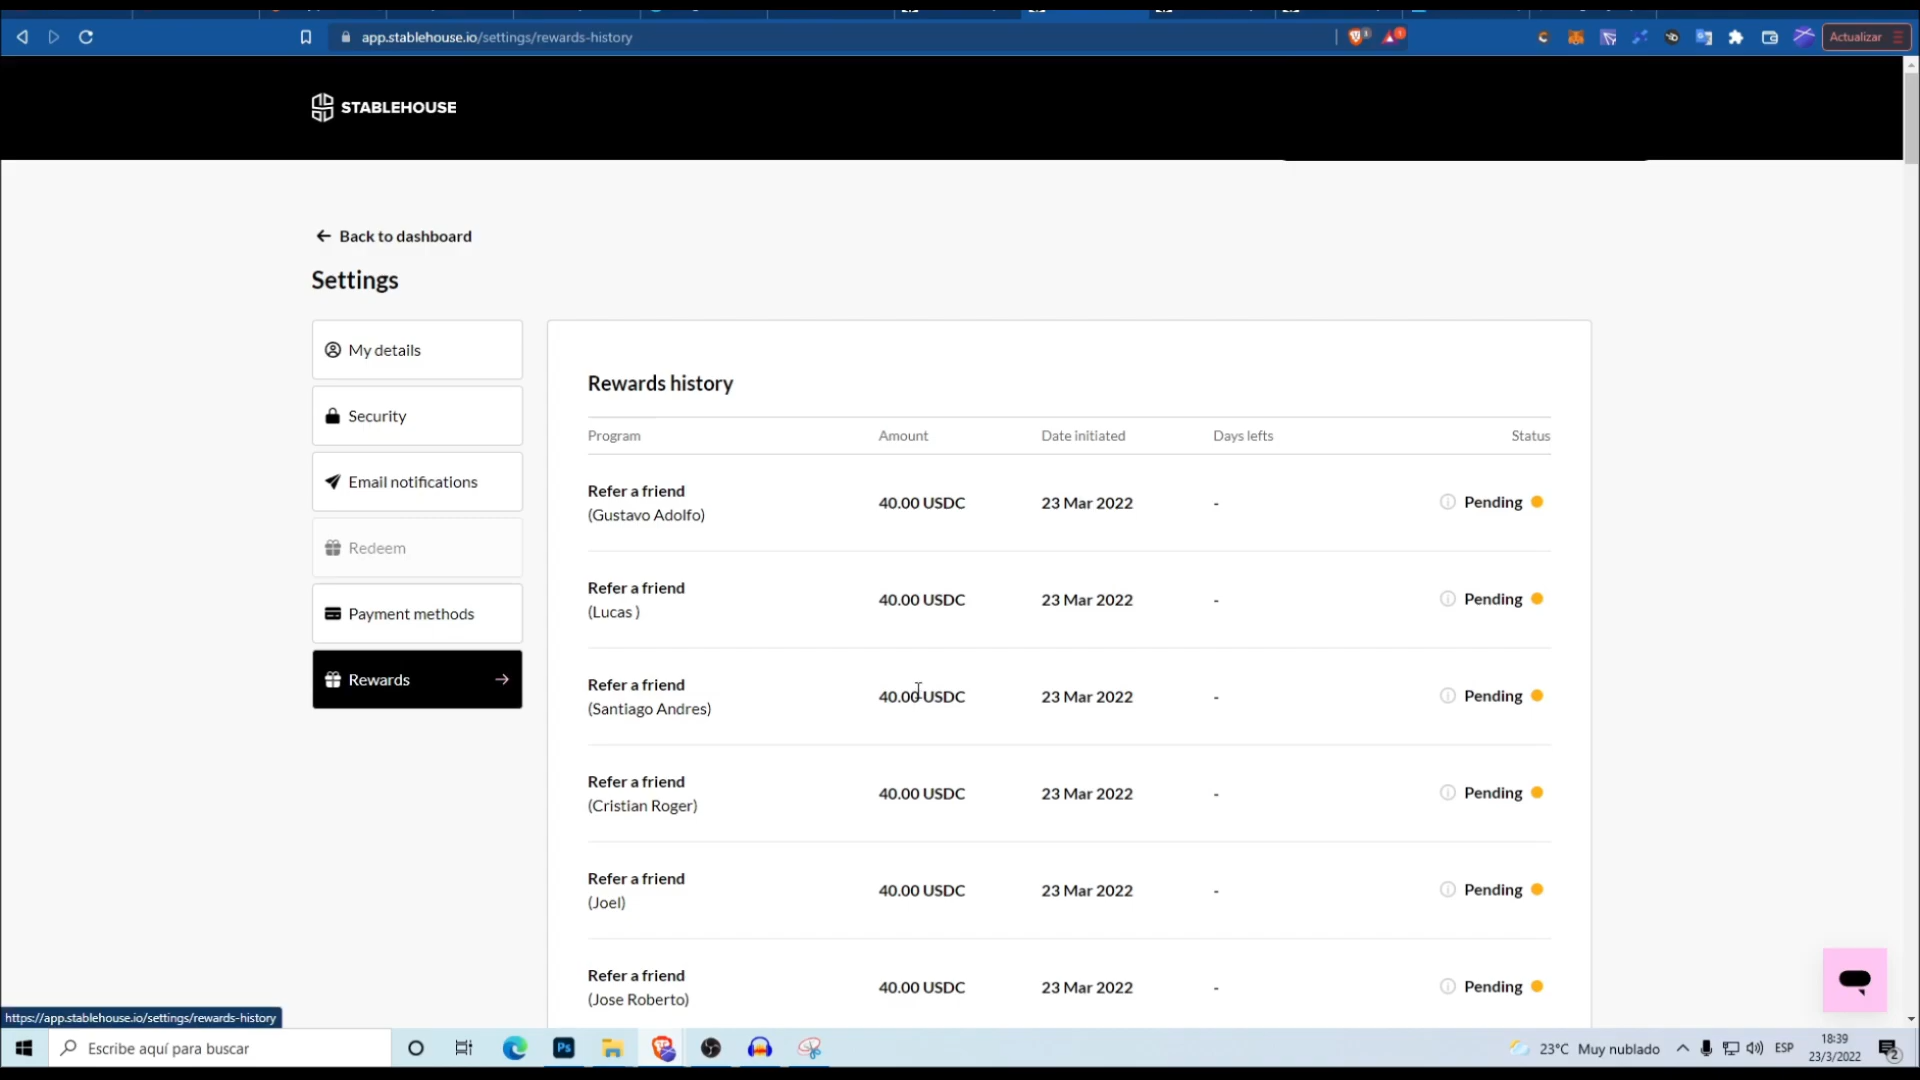 app.stablehouse.io/settings/rewards-history
Actualizar
STABLEHOUSE
Back to dashboard
Settings
My details
Security
Email notifications
Redeem
Payment methods
Rewards
Rewards history
Program Amount Date initiated Days lefts Status
Refer a friend
(Gustavo Adolfo)
40.00 USDC 23 Mar 2022 - Pending
Refer a friend
(Lucas )
40.00 USDC 23 Mar 2022 - Pending
Refer a friend
(Santiago Andres)
40.00 USDC 23 Mar 2022 - Pending
Refer a friend
(Cristian Roger)
40.00 USDC 23 Mar 2022 - Pending
Refer a friend
(Joel)
40.00 USDC 23 Mar 2022 - Pending
Refer a friend
(Jose Roberto)
40.00 USDC 23 Mar 2022 - Pending
https://app.stablehouse.io/settings/rewards-history
Escribe aquí para buscar
Ps
23°C Muy nublado
ESP
18:39
23/3/2022
2